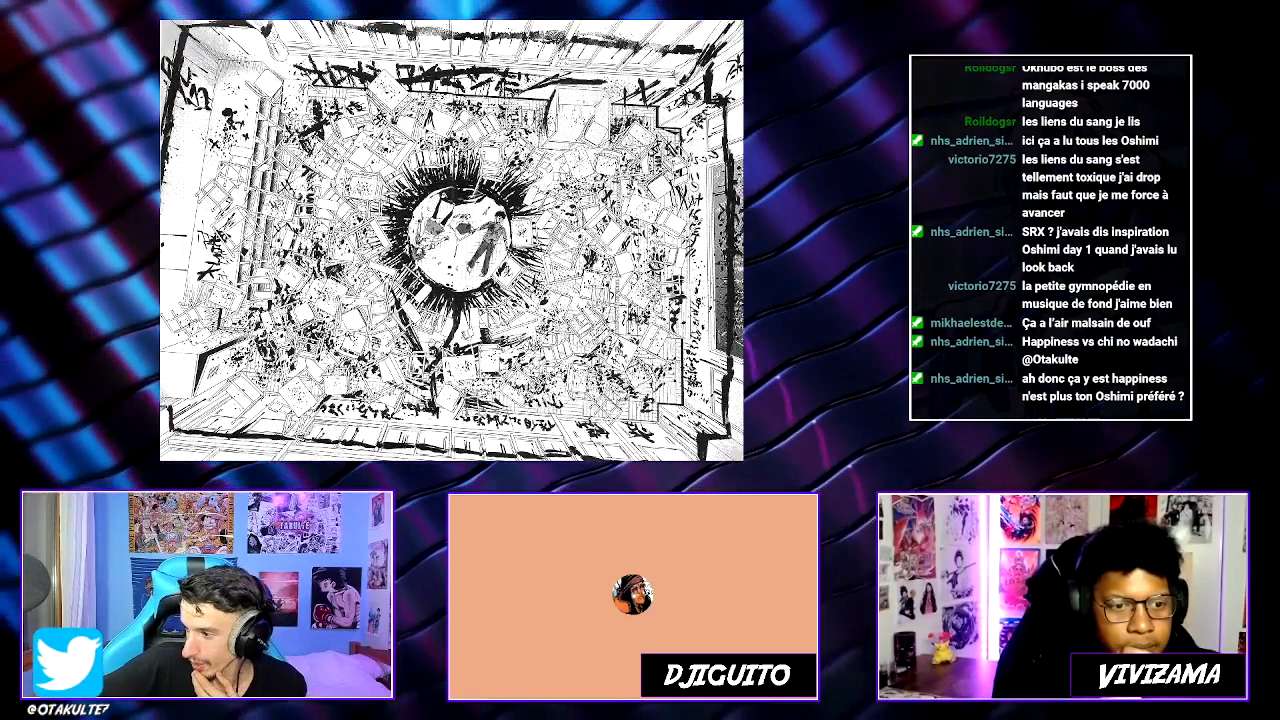 Rolldogsr Okhubo est le boss des
mangakas i speak 7000
languages
Rolldogsr les liens du sang je lis
nhs_adrien_si... ici ça a lu tous les Oshimi
victorio7275 les liens du sang s'est
tellement toxique j'ai drop
mais faut que je me force à
avancer
nhs_adrien_si... SRX ? j'avais dis inspiration
Oshimi day 1 quand j'avais lu
look back
victorio7275 la petite gymnopédie en
musique de fond j'aime bien
mikhaelestde... Ça a l'air malsain de ouf
nhs_adrien_si... Happiness vs chi no wadachi
@Otakulte
nhs_adrien_si... ah donc ça y est happiness
n'est plus ton Oshimi préféré ?
TAKULTE
@OTAKULTE7
DJIGUITO
VIVIZAMA